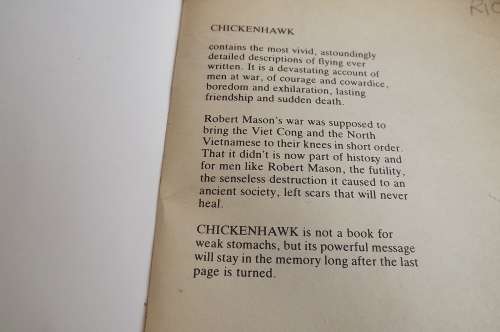 CHICKENHAWK
contains the most vivid, astoundingly
detailed descriptions of flying ever
written. It is a devastating account of
men at war, of courage and cowardice,
boredom and exhilaration, lasting
friendship and sudden death.
Robert Mason's war was supposed to
bring the Viet Cong and the North
Vietnamese to their knees in short order.
That it didn't is now part of history and
for men like Robert Mason, the futility,
the senseless destruction it caused to an
ancient society, left scars that will never
heal.
CHICKENHAWK is not a book for
weak stomachs, but its powerful message
will stay in the memory long after the last
page is turned.